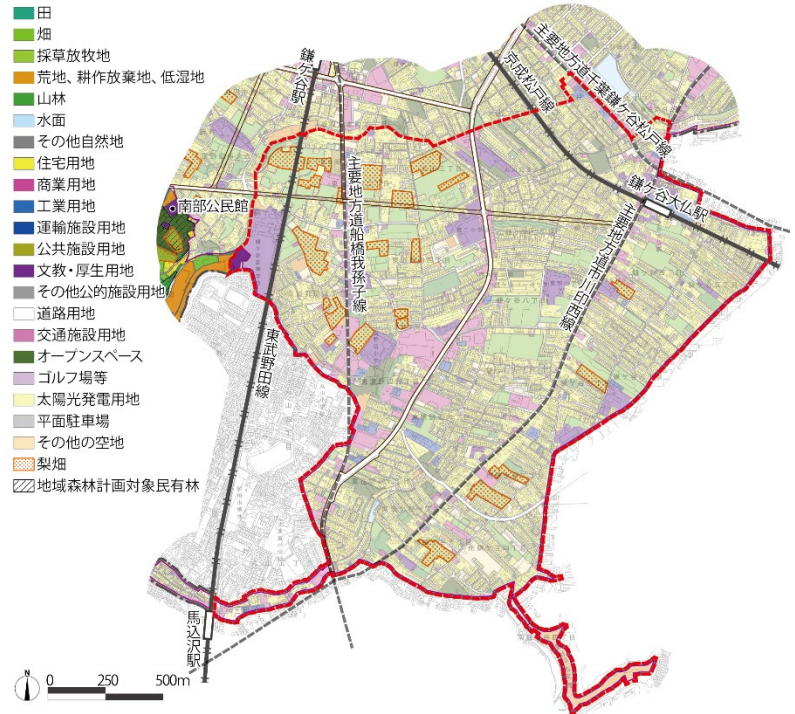 田
畑
採草放牧地
荒地、耕作放棄地、低湿地
山林
水面
その他自然地
住宅用地
商業用地
工業用地
運輸施設用地
公共施設用地
文教・厚生用地
その他公的施設用地
道路用地
交通施設用地
オープンスペース
ゴルフ場等
太陽光発電用地
平面駐車場
その他の空地
梨畑
地域森林計画対象民有林
鎌ケ谷駅
京成松戸線
主要地方道千葉鎌ケ谷松戸線
南部公民館
主要地方道船橋我孫子線
鎌ケ谷大仏駅
主要地方道市川印西線
東武野田線
馬込沢駅
N
0 250 500m